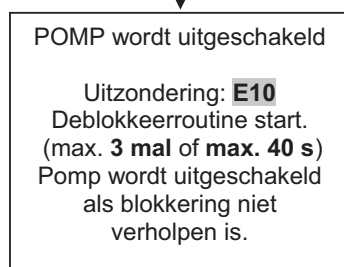 POMP wordt uitgeschakeld
Uitzondering: E10
Deblokkeerroutine start.
(max. 3 mal of max. 40 s)
Pomp wordt uitgeschakeld
als blokkering niet
verholpen is.